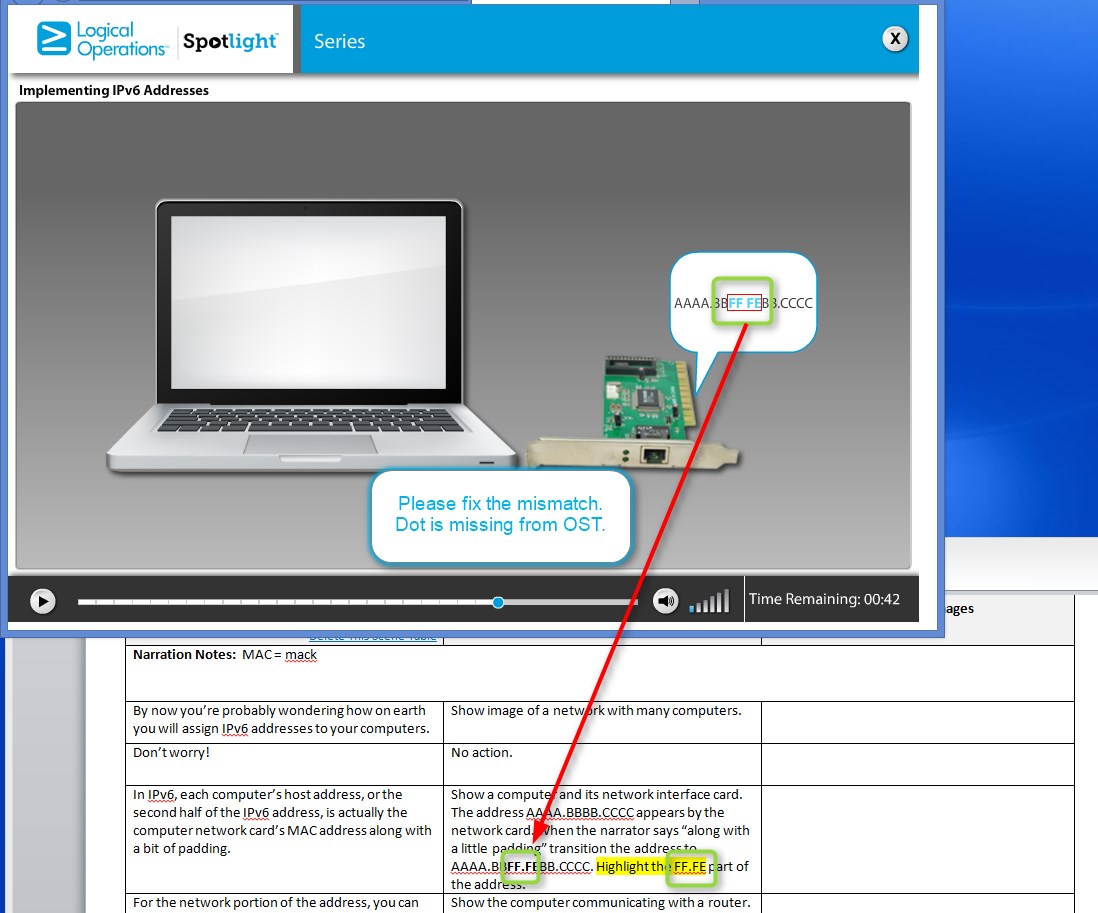 Logical
Operations
Spotlight
Series
X
Implementing IPv6 Addresses
AAAA.BBFF FEBB.CCCC
Please fix the mismatch.
Dot is missing from OST.
Time Remaining: 00:42
ages
Delete This Scene Table
Narration Notes: MAC = mack
By now you're probably wondering how on earth
you will assign IPv6 addresses to your computers.
Show image of a network with many computers.
Don't worry!
No action.
In IPv6, each computer's host address, or the
second half of the IPv6 address, is actually the
computer network card's MAC address along with
a bit of padding.
Show a computer and its network interface card.
The address AAAA.BBBB.CCCC appears by the
network card. When the narrator says "along with
a little padding" transition the address to
AAAA.BBFF.FEBB.CCCC. Highlight the FF.FE part of
the address.
For the network portion of the address, you can
Show the computer communicating with a router.